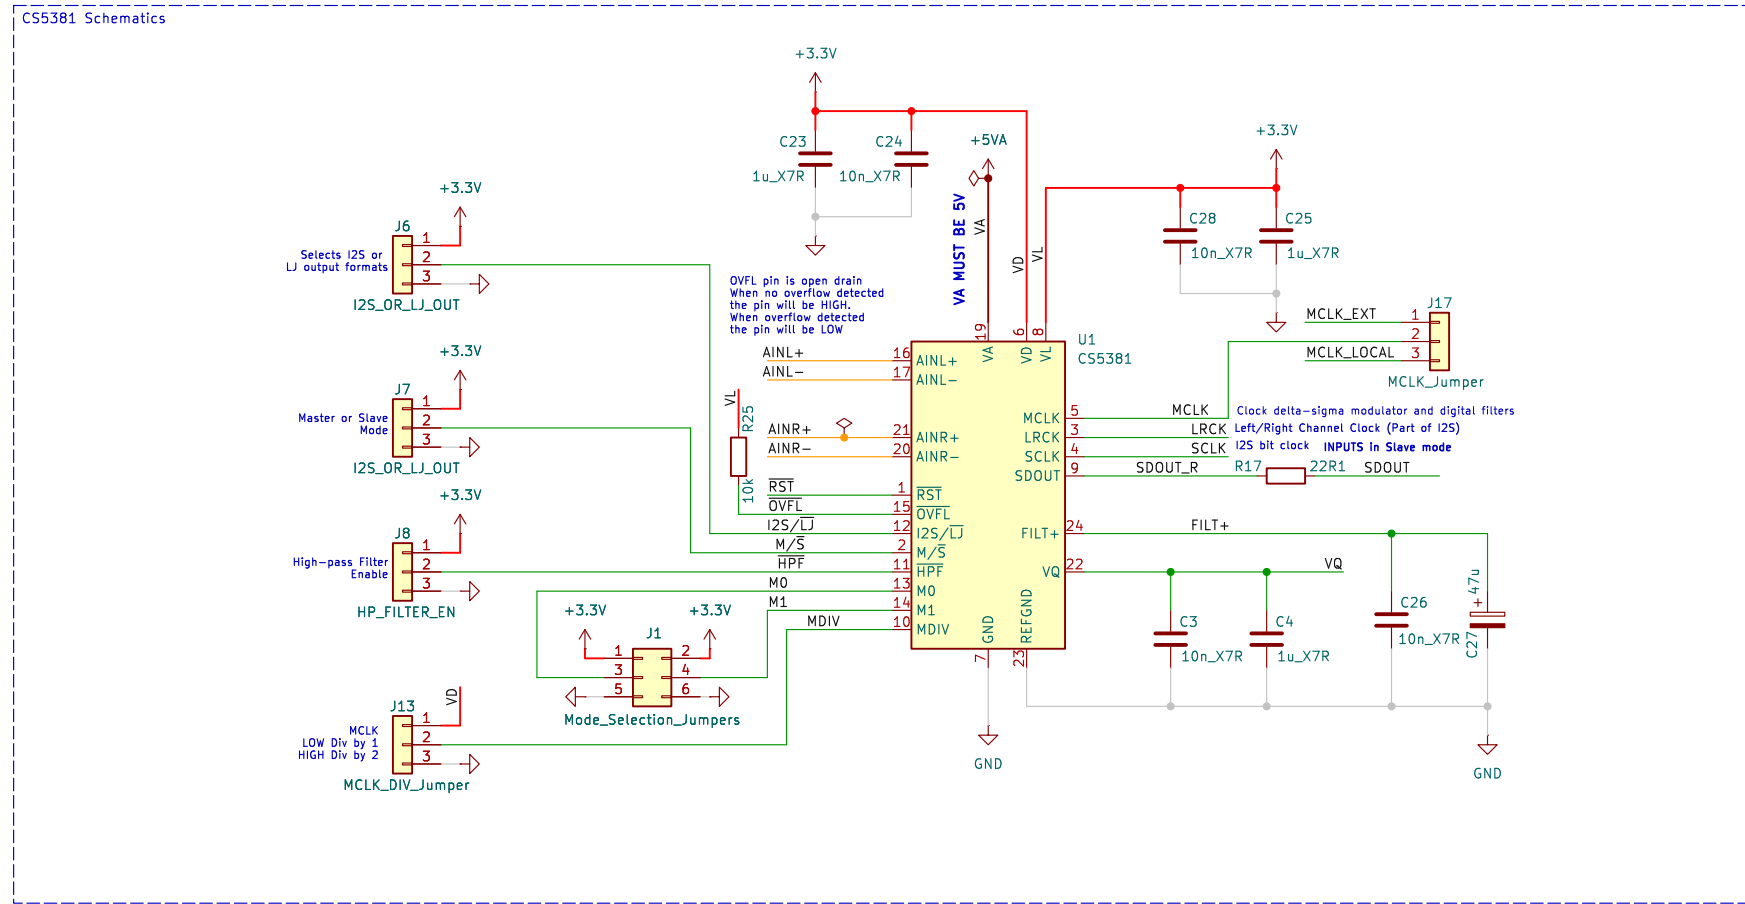 CS5381 Schematics
+3.3V
C23
1u_X7R
C24
10n_X7R
+5VA
VA MUST BE 5V
VA
VD
VL
+3.3V
C28
10n_X7R
C25
1u_X7R
+3.3V
J6
1
2
3
Selects I2S or
LJ output formats
I2S_OR_LJ_OUT
OVFL pin is open drain
When no overflow detected
the pin will be HIGH.
When overflow detected
the pin will be LOW
J17
MCLK_EXT
1
2
MCLK_LOCAL
3
MCLK_Jumper
+3.3V
J7
1
2
3
Master or Slave
Mode
I2S_OR_LJ_OUT
VL
R25
10k
U1
CS5381
19
VA
6
VD
8
VL
AINL+
16
AINL+
AINL-
17
AINL-
AINR+
21
AINR+
AINR-
20
AINR-
RST
1
RST
OVFL
15
OVFL
I2S/LJ
12
I2S/LJ
M/S
2
M/S
HPF
11
HPF
M0
13
M0
M1
14
M1
MDIV
10
MDIV
GND
7
REFGND
23
MCLK
5
MCLK
Clock delta-sigma modulator and digital filters
LRCK
3
LRCK
Left/Right Channel Clock (Part of I2S)
SCLK
4
SCLK
I2S bit clock
INPUTS in Slave mode
SDOUT
9
SDOUT_R
R17
22R1
SDOUT
FILT+
24
FILT+
VQ
22
VQ
C3
10n_X7R
C4
1u_X7R
C26
10n_X7R
+
47u
C27
GND
GND
+3.3V
J8
1
2
3
High-pass Filter
Enable
HP_FILTER_EN
+3.3V
+3.3V
J1
1
2
3
4
5
6
Mode_Selection_Jumpers
VD
J13
1
2
3
MCLK
LOW Div by 1
HIGH Div by 2
MCLK_DIV_Jumper